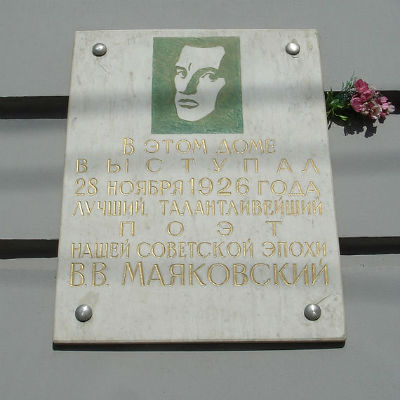 В ЭТОМ ДОМЕ
ВЫСТУПАЛ
28 НОЯБРЯ 1926 ГОДА
ЛУЧШИЙ, ТАЛАНТЛИВЕЙШИЙ
ПОЭТ
НАШЕЙ СОВЕТСКОЙ ЭПОХИ
В.В. МАЯКОВСКИЙ